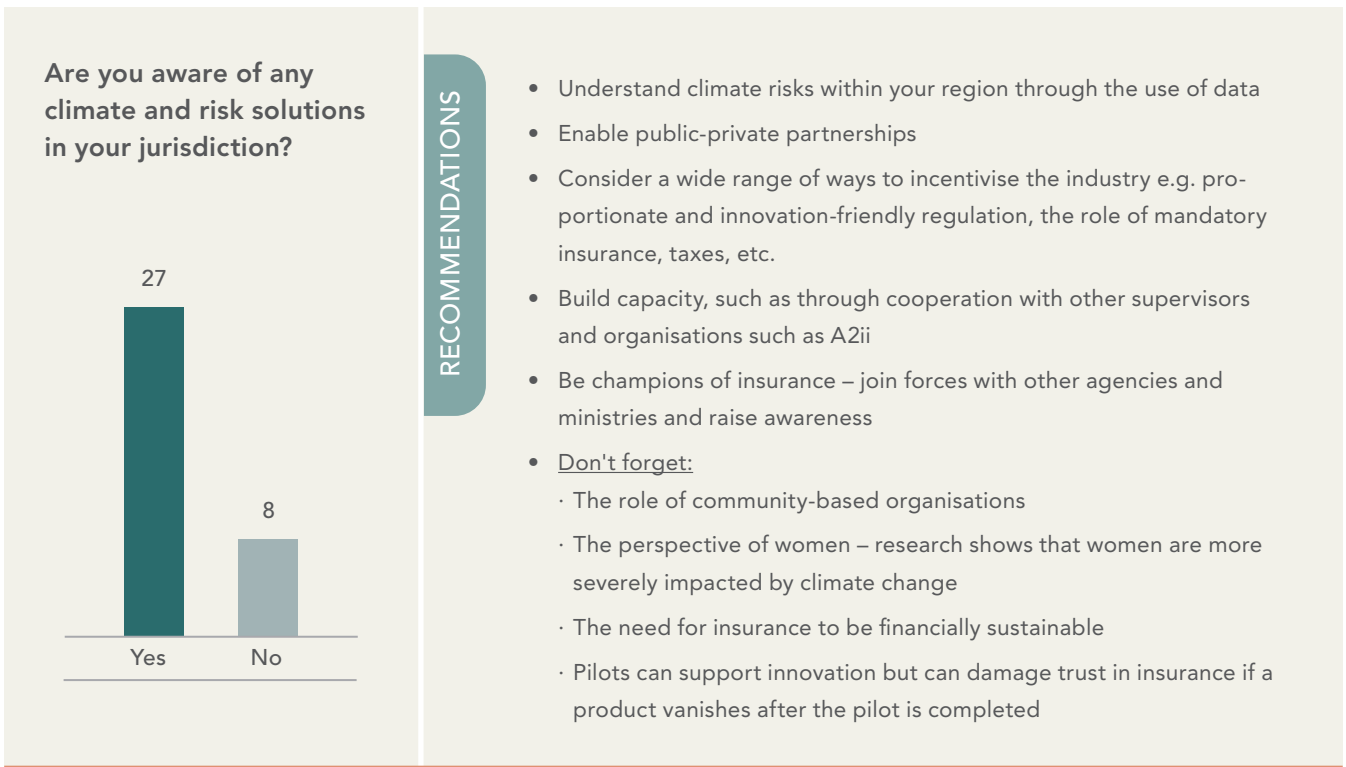 Are you aware of any
climate and risk solutions
in your jurisdiction?
27
8
Yes
No
RECOMMENDATIONS
• Understand climate risks within your region through the use of data
• Enable public-private partnerships
• Consider a wide range of ways to incentivise the industry e.g. pro-
portionate and innovation-friendly regulation, the role of mandatory
insurance, taxes, etc.
• Build capacity, such as through cooperation with other supervisors
and organisations such as A2ii
• Be champions of insurance – join forces with other agencies and
ministries and raise awareness
• Don't forget:
· The role of community-based organisations
· The perspective of women – research shows that women are more
severely impacted by climate change
· The need for insurance to be financially sustainable
· Pilots can support innovation but can damage trust in insurance if a
product vanishes after the pilot is completed